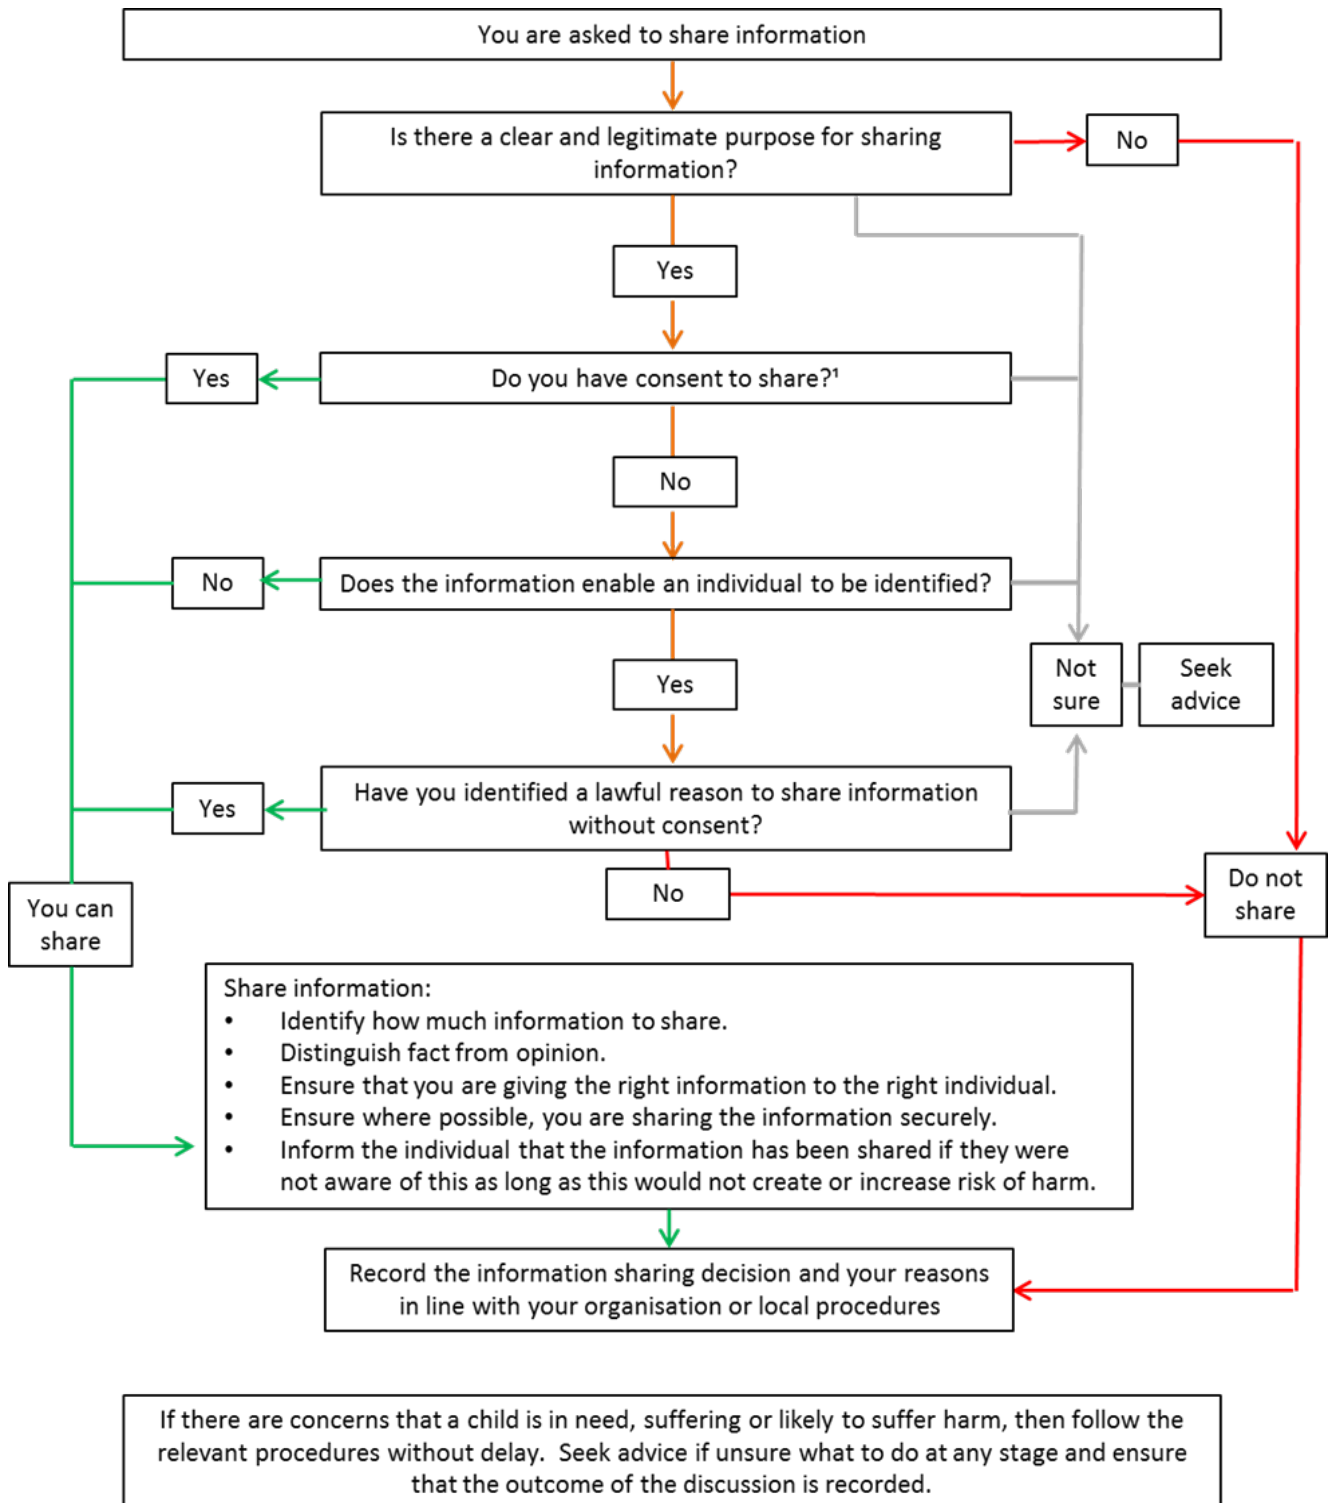 You are asked to share information
Is there a clear and legitimate purpose for sharing
information?
No
Yes
Yes
Do you have consent to share?¹
No
No
Does the information enable an individual to be identified?
Yes
Not
sure
Seek
advice
Yes
Have you identified a lawful reason to share information
without consent?
No
Do not
share
You can
share
Share information:
• Identify how much information to share.
• Distinguish fact from opinion.
• Ensure that you are giving the right information to the right individual.
• Ensure where possible, you are sharing the information securely.
• Inform the individual that the information has been shared if they were
not aware of this as long as this would not create or increase risk of harm.
Record the information sharing decision and your reasons
in line with your organisation or local procedures
If there are concerns that a child is in need, suffering or likely to suffer harm, then follow the
relevant procedures without delay. Seek advice if unsure what to do at any stage and ensure
that the outcome of the discussion is recorded.